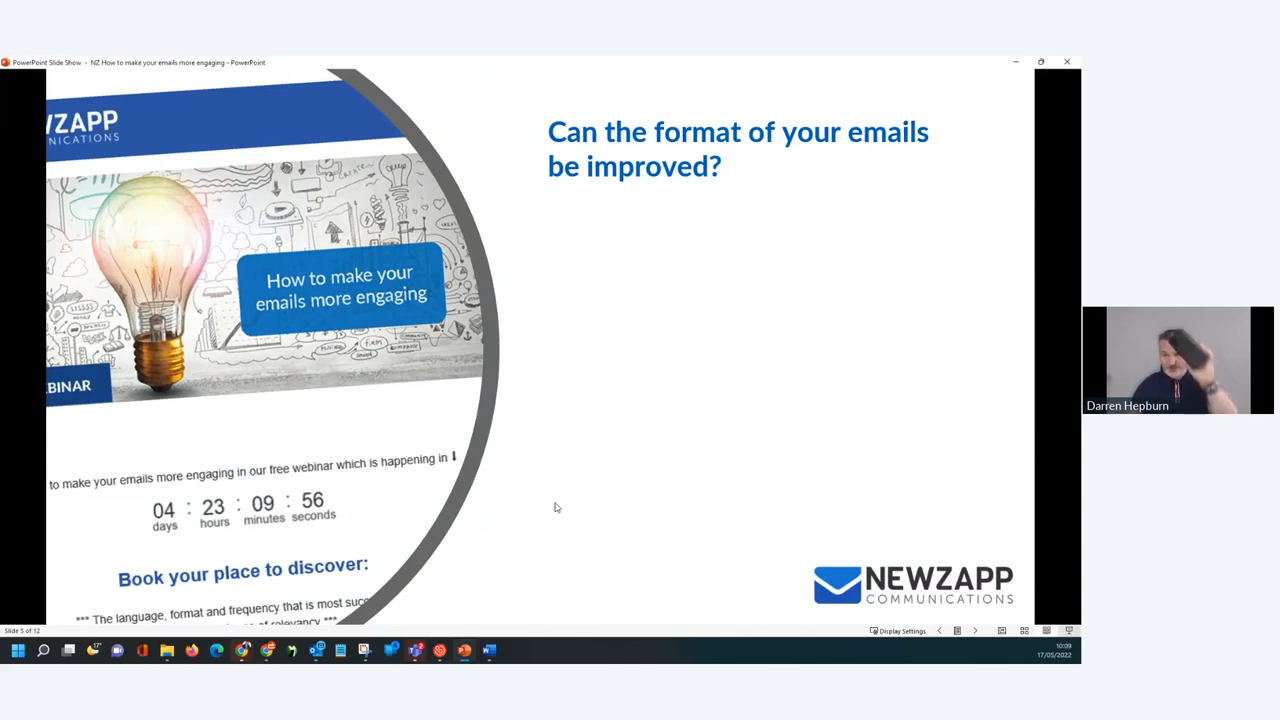 PowerPoint Slide Show - NZ How to make your emails more engaging - PowerPoint
WZAPP
MUNICATIONS
How to make your
emails more engaging
BINAR
to make your emails more engaging in our free webinar which is happening in
04 : 23 : 09 : 56
days hours minutes seconds
Book your place to discover:
*** The language, format and frequency that is most succ
relevancy ***
Can the format of your emails
be improved?
NEWZAPP
COMMUNICATIONS
Darren Hepburn
Slide 5 of 12
Display Settings
10:09
17/05/2022